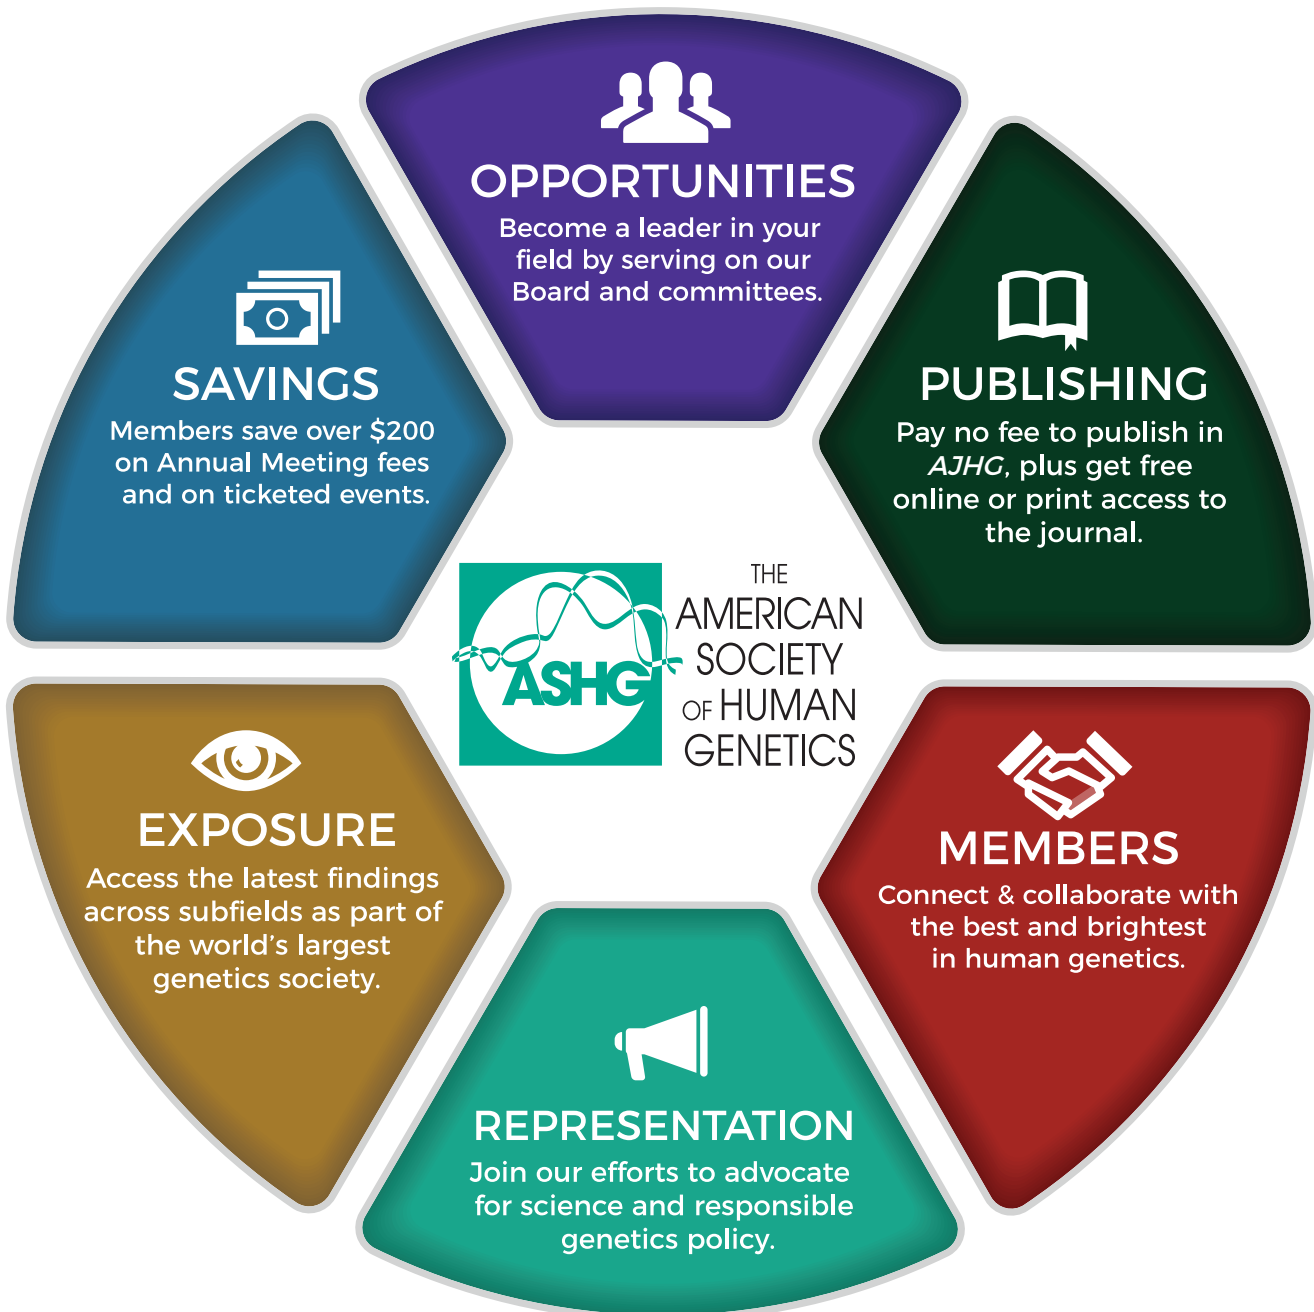 OPPORTUNITIES
Become a leader in your
field by serving on our
Board and committees.
PUBLISHING
Pay no fee to publish in
AJHG, plus get free
online or print access to
the journal.
MEMBERS
Connect & collaborate with
the best and brightest
in human genetics.
REPRESENTATION
Join our efforts to advocate
for science and responsible
genetics policy.
EXPOSURE
Access the latest findings
across subfields as part of
the world's largest
genetics society.
SAVINGS
Members save over $200
on Annual Meeting fees
and on ticketed events.
ASHG
THE
AMERICAN
SOCIETY
OF HUMAN
GENETICS